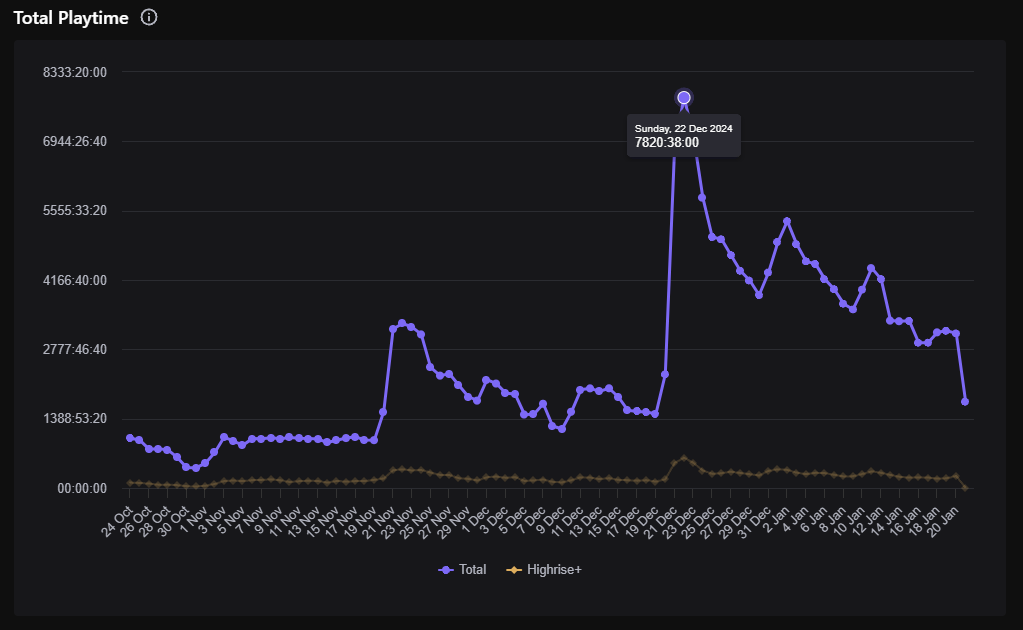 Total Playtime
8333:20:00
Sunday, 22 Dec 2024
7820:38:00
6944:26:40
5555:33:20
4166:40:00
2777:46:40
1388:53:20
00:00:00
24 Oct 26 Oct 28 Oct 30 Oct 1 Nov 3 Nov 5 Nov 7 Nov 9 Nov 11 Nov 13 Nov 15 Nov 17 Nov 19 Nov 21 Nov 23 Nov 25 Nov 27 Nov 29 Nov 1 Dec 3 Dec 5 Dec 7 Dec 9 Dec 11 Dec 13 Dec 15 Dec 17 Dec 19 Dec 21 Dec 23 Dec 25 Dec 27 Dec 29 Dec 31 Dec 2 Jan 4 Jan 6 Jan 8 Jan 10 Jan 12 Jan 14 Jan 16 Jan 18 Jan 20 Jan
Total Highrise+